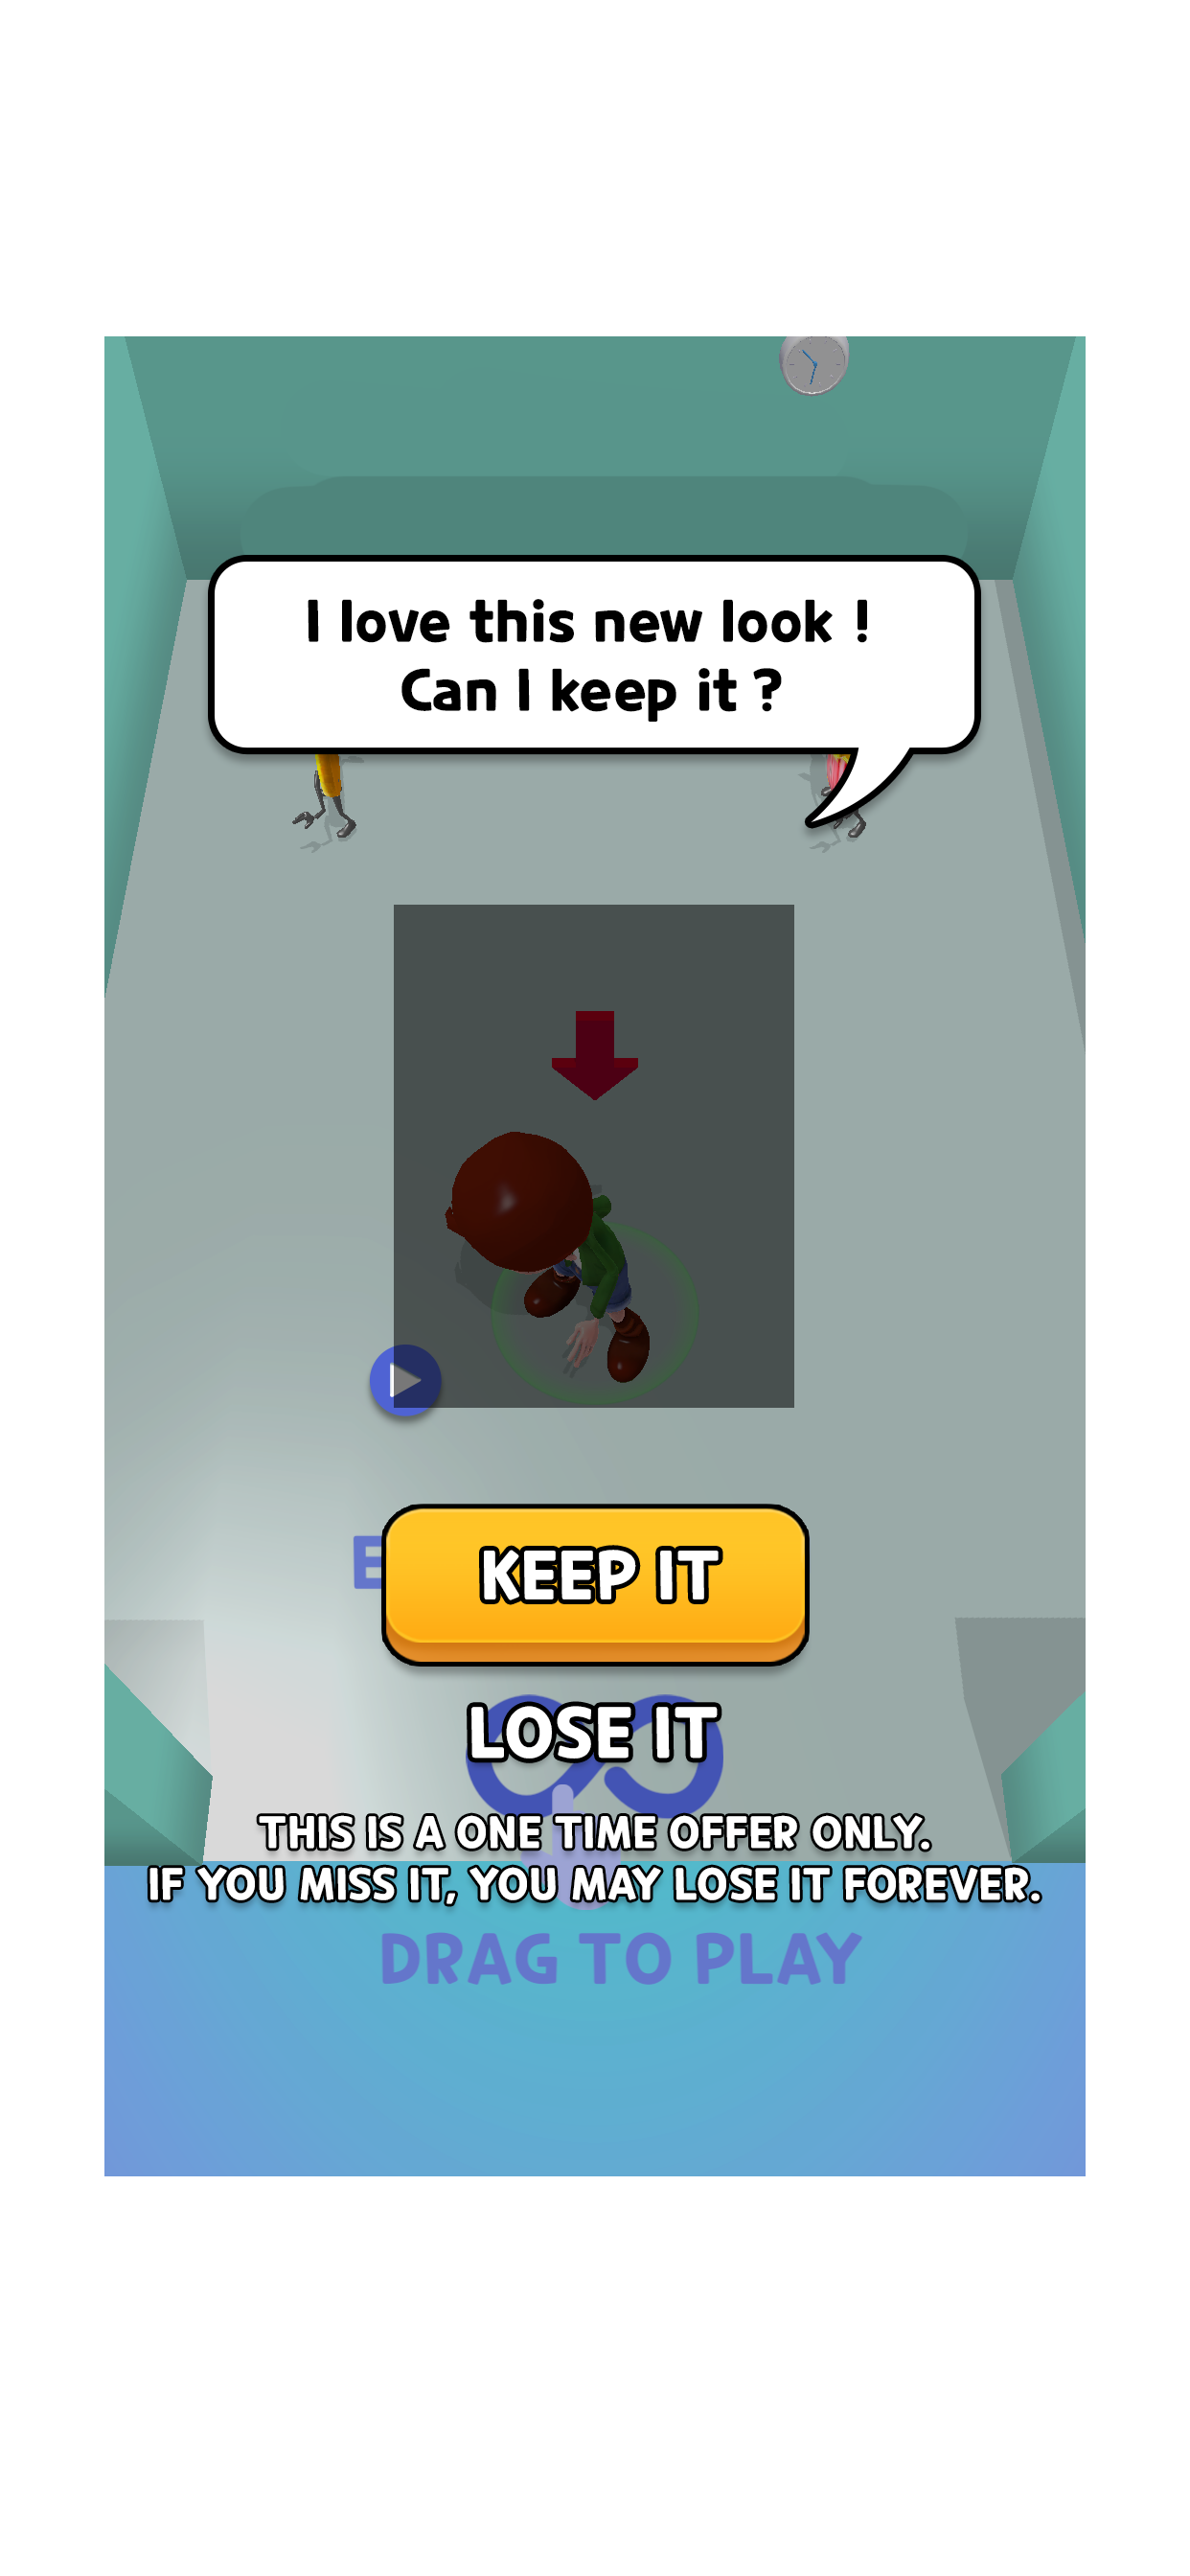 I love this new look !
Can I keep it ?
KEEP IT
LOSE IT
THIS IS A ONE TIME OFFER ONLY.
IF YOU MISS IT, YOU MAY LOSE IT FOREVER.
DRAG TO PLAY